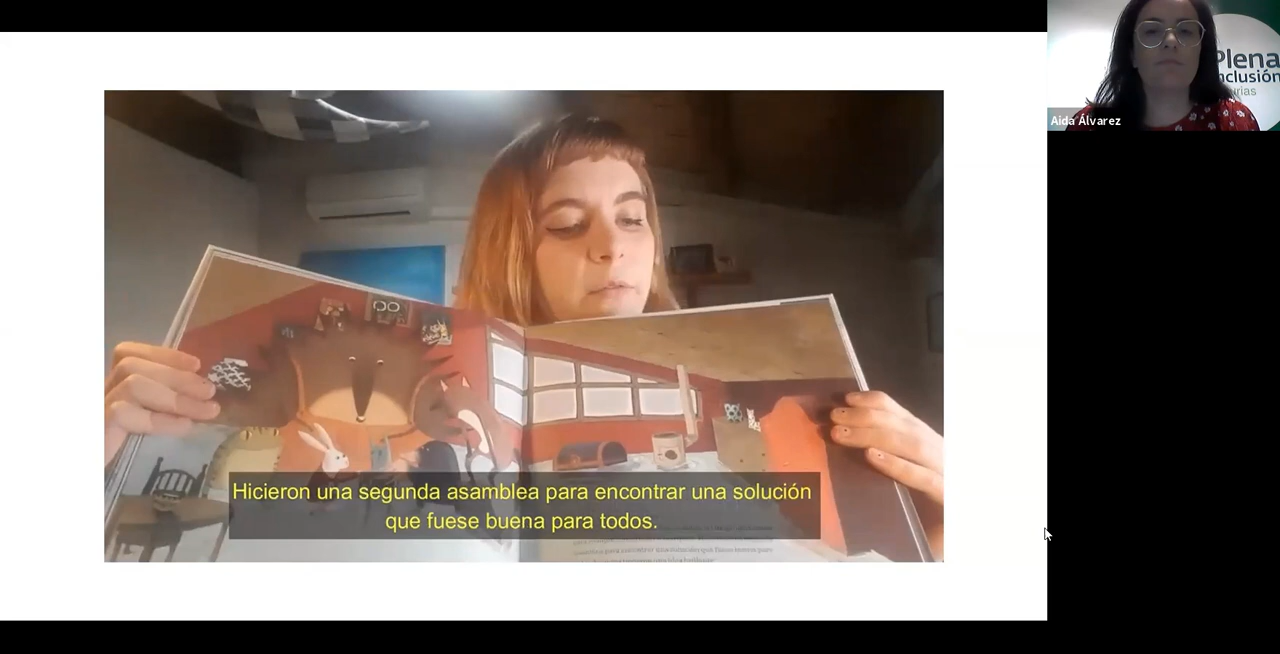 Plena
inclusión
Aida Álvarez
Hicieron una segunda asamblea para encontrar una solución
que fuese buena para todos.